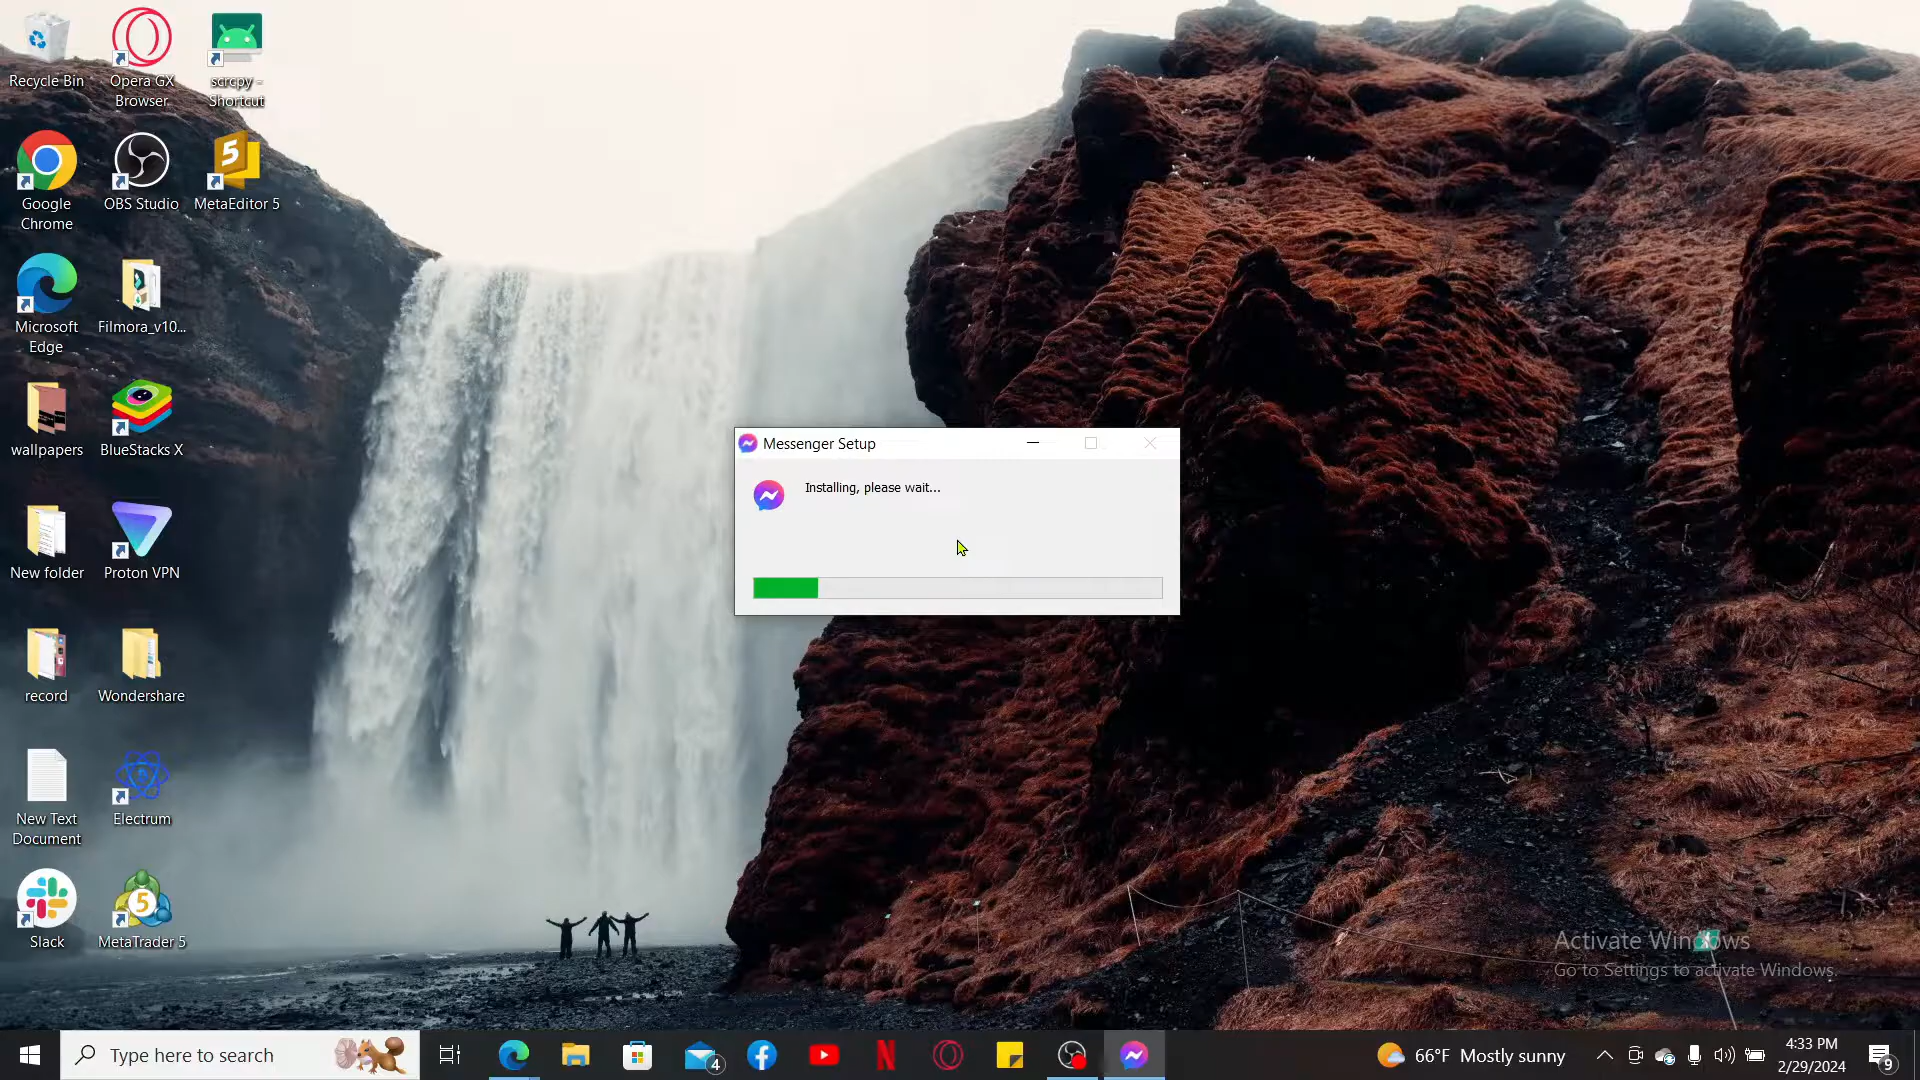 Recycle Bin
Opera GX
Browser
scrcpy -
Shortcut
Google
Chrome
OBS Studio
MetaEditor 5
Microsoft
Edge
Filmora_v10...
wallpapers
BlueStacks X
New folder
Proton VPN
record
Wondershare
New Text
Document
Electrum
Slack
MetaTrader 5
Messenger Setup
Installing, please wait...
Activate Windows
Go to Settings to activate Windows.
Type here to search
4
66°F Mostly sunny
4:33 PM
2/29/2024
9